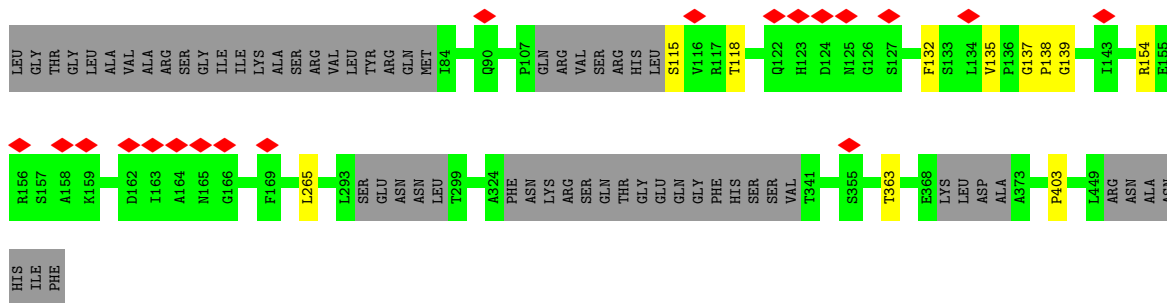 LEU GLY THR GLY LEU ALA VAL ALA ARG SER GLY ILE ILE LYS ALA SER ARG VAL LEU TYR ARG GLN MET I84 Q90 P107 GLN ARG VAL SER ARG HIS LEU S115 V116 R117 T118 Q122 H123 D124 N125 G126 S127 F132 S133 L134 V135 P136 G137 P138 G139 I143 R154 E155
R156 S157 A158 K159 D162 I163 A164 N165 G166 F169 L265 L293 SER GLU ASN ASN LEU T299 A324 PHE ASN LYS ARG SER GLN THR GLY GLU GLN GLY PHE HIS SER SER VAL T341 S355 T363 E368 LYS LEU ASP ALA A373 P403 L449 ARG ASN ALA ASN
HIS ILE PHE